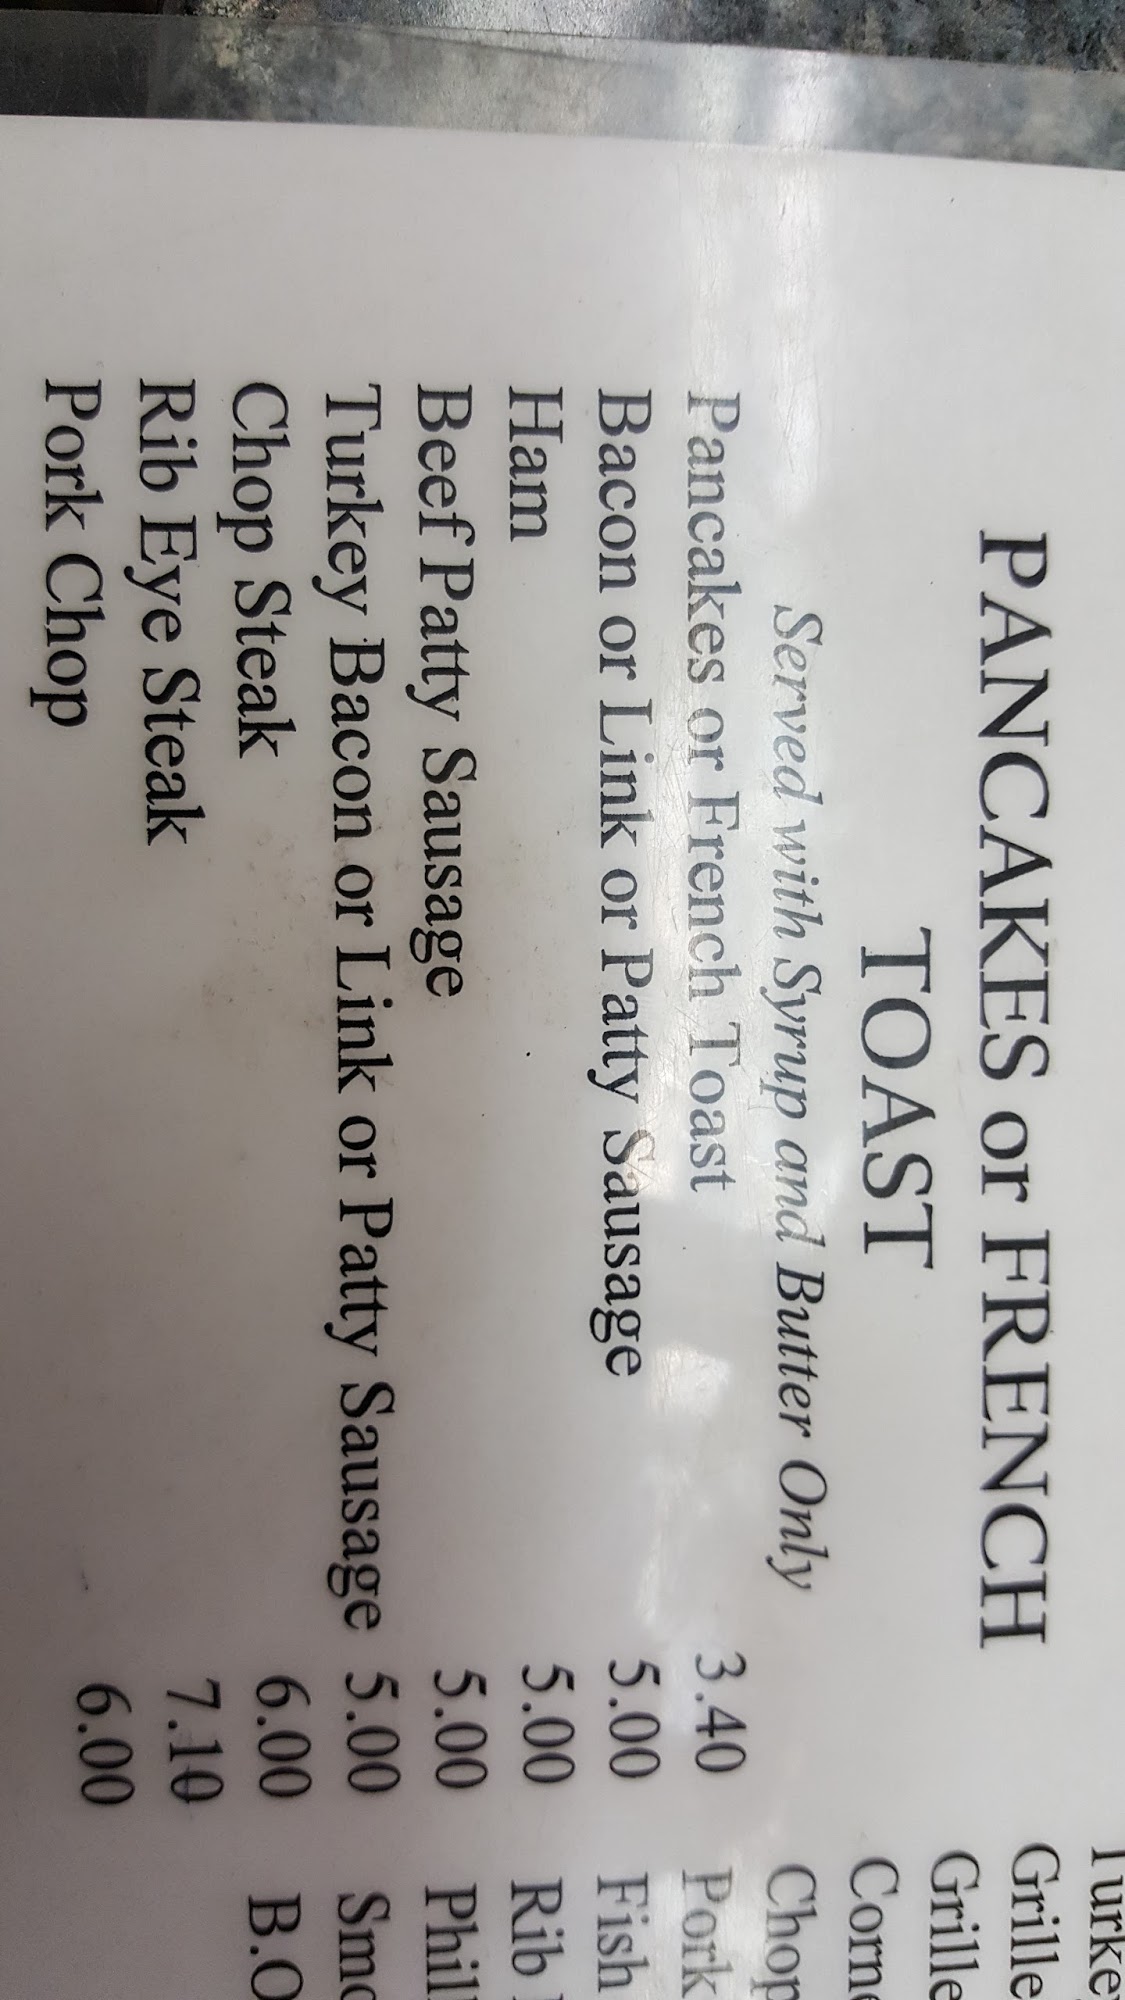 PANCAKES or FRENCH
TOAST
Served with Syrup and Butter Only
Pancakes or French Toast 3.40
Bacon or Link or Patty Sausage 5.00
Ham 5.00
Beef Patty Sausage 5.00
Turkey Bacon or Link or Patty Sausage 5.00
Chop Steak 6.00
Rib Eye Steak 7.10
Pork Chop 6.00
Grille
Grille
Chop
Pork
Fish
Rib
Phil
B.O